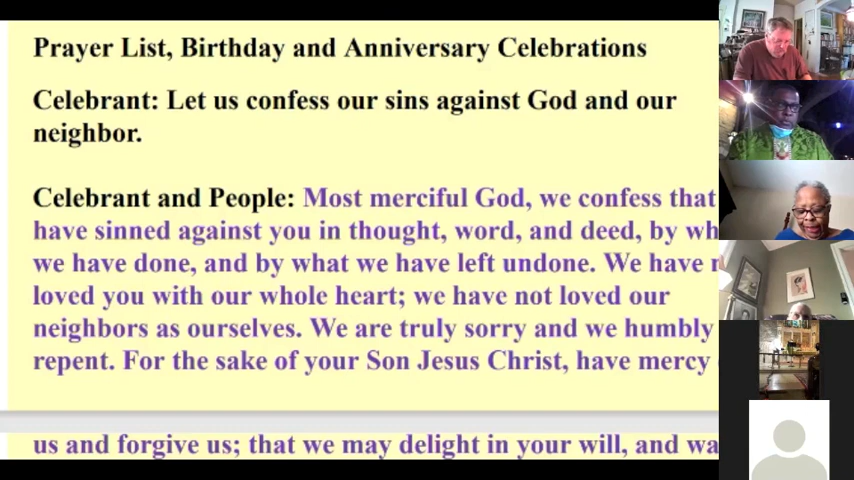 Prayer List, Birthday and Anniversary Celebrations
Celebrant: Let us confess our sins against God and our
neighbor.
Celebrant and People: Most merciful God, we confess that
have sinned against you in thought, word, and deed, by
we have done, and by what we have left undone. We have
loved you with our whole heart; we have not loved our
neighbors as ourselves. We are truly sorry and we humbly
repent. For the sake of your Son Jesus Christ, have mercy
us and forgive us; that we may delight in your will, and